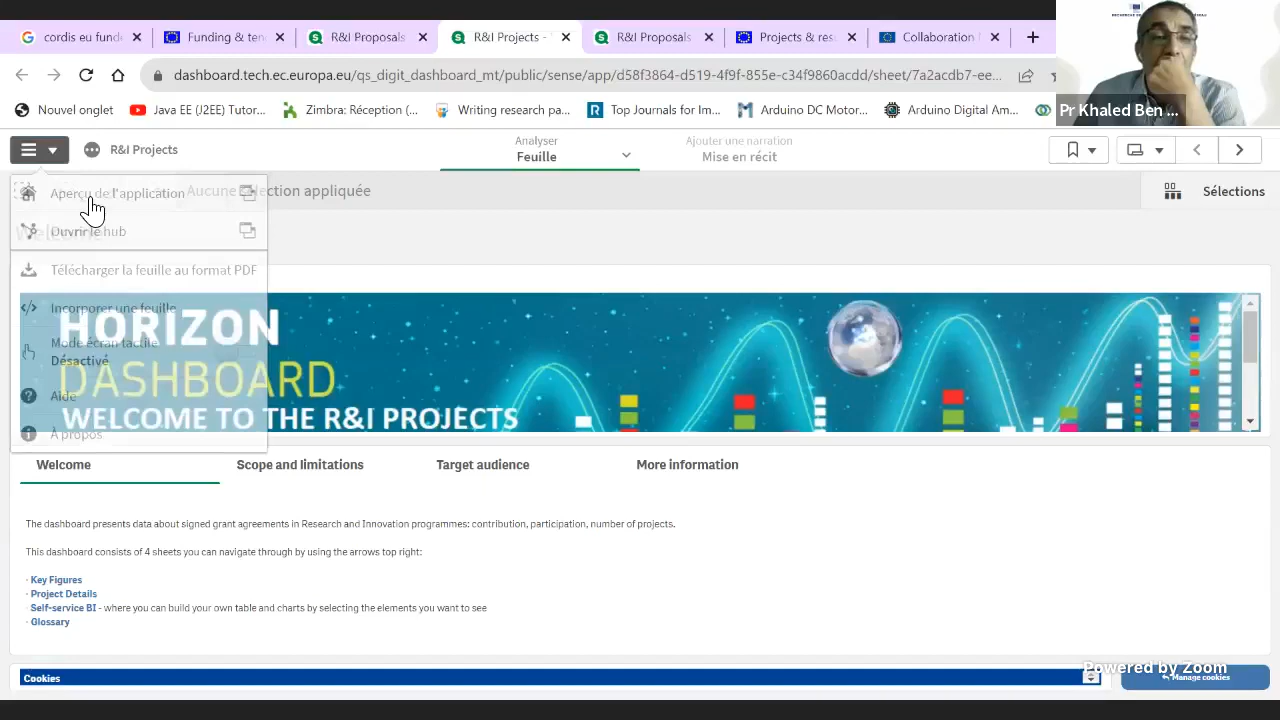 cordis eu fund
Funding & ten
R&I Proposals
R&I Projects -
R&I Proposals
Projects & resu
Collaboration
dashboard.tech.ec.europa.eu/qs_digit_dashboard_mt/public/sense/app/d58f3864-d519-4f9f-855e-c34f9860acdd/sheet/7a2acdb7-ee...
Nouvel onglet
Java EE (J2EE) Tutor...
Zimbra: Réception (...
Writing research pa...
Top Journals for Im...
Arduino DC Motor...
Arduino Digital Am...
Pr Khaled Ben ...
R&I Projects
Analyser
Feuille
Ajouter une narration
Mise en récit
Aucune sélection appliquée
Sélections
Aperçu de l'application
Ouvrir le hub
Welcome
Télécharger la feuille au format PDF
Incorporer une feuille
Mode écran tactile
Désactivé
Aide
À propos
HORIZON
DASHBOARD
WELCOME TO THE R&I PROJECTS
Welcome
Scope and limitations
Target audience
More information
The dashboard presents data about signed grant agreements in Research and Innovation programmes: contribution, participation, number of projects.
This dashboard consists of 4 sheets you can navigate through by using the arrows top right:
· Key Figures
· Project Details
· Self-service BI - where you can build your own table and charts by selecting the elements you want to see
· Glossary
Cookies
Manage cookies
Powered by Zoom